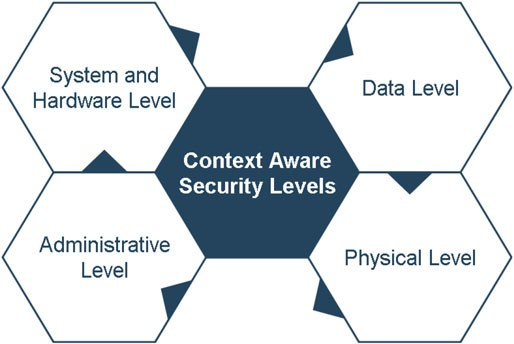 System and
Hardware Level
Data Level
Context Aware
Security Levels
Administrative
Level
Physical Level